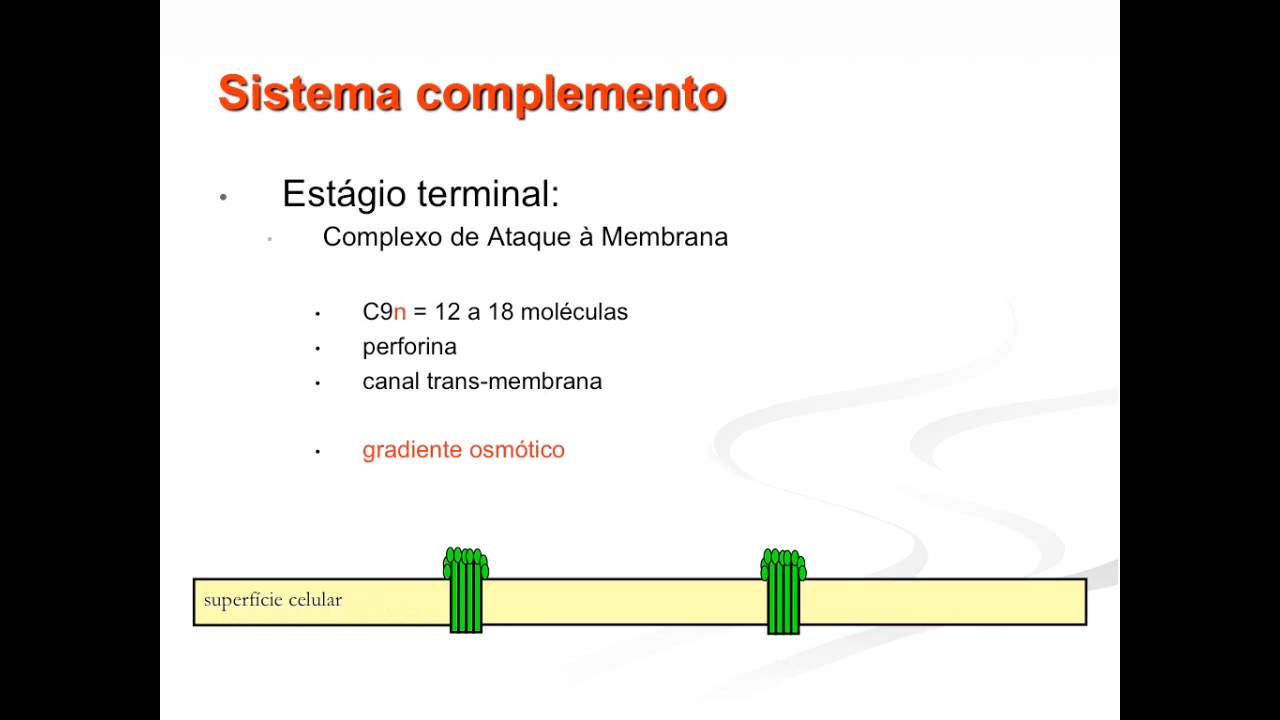 Sistema complemento
• Estágio terminal:
• Complexo de Ataque à Membrana
• C9n = 12 a 18 moléculas
• perforina
• canal trans-membrana
• gradiente osmótico
superfície celular